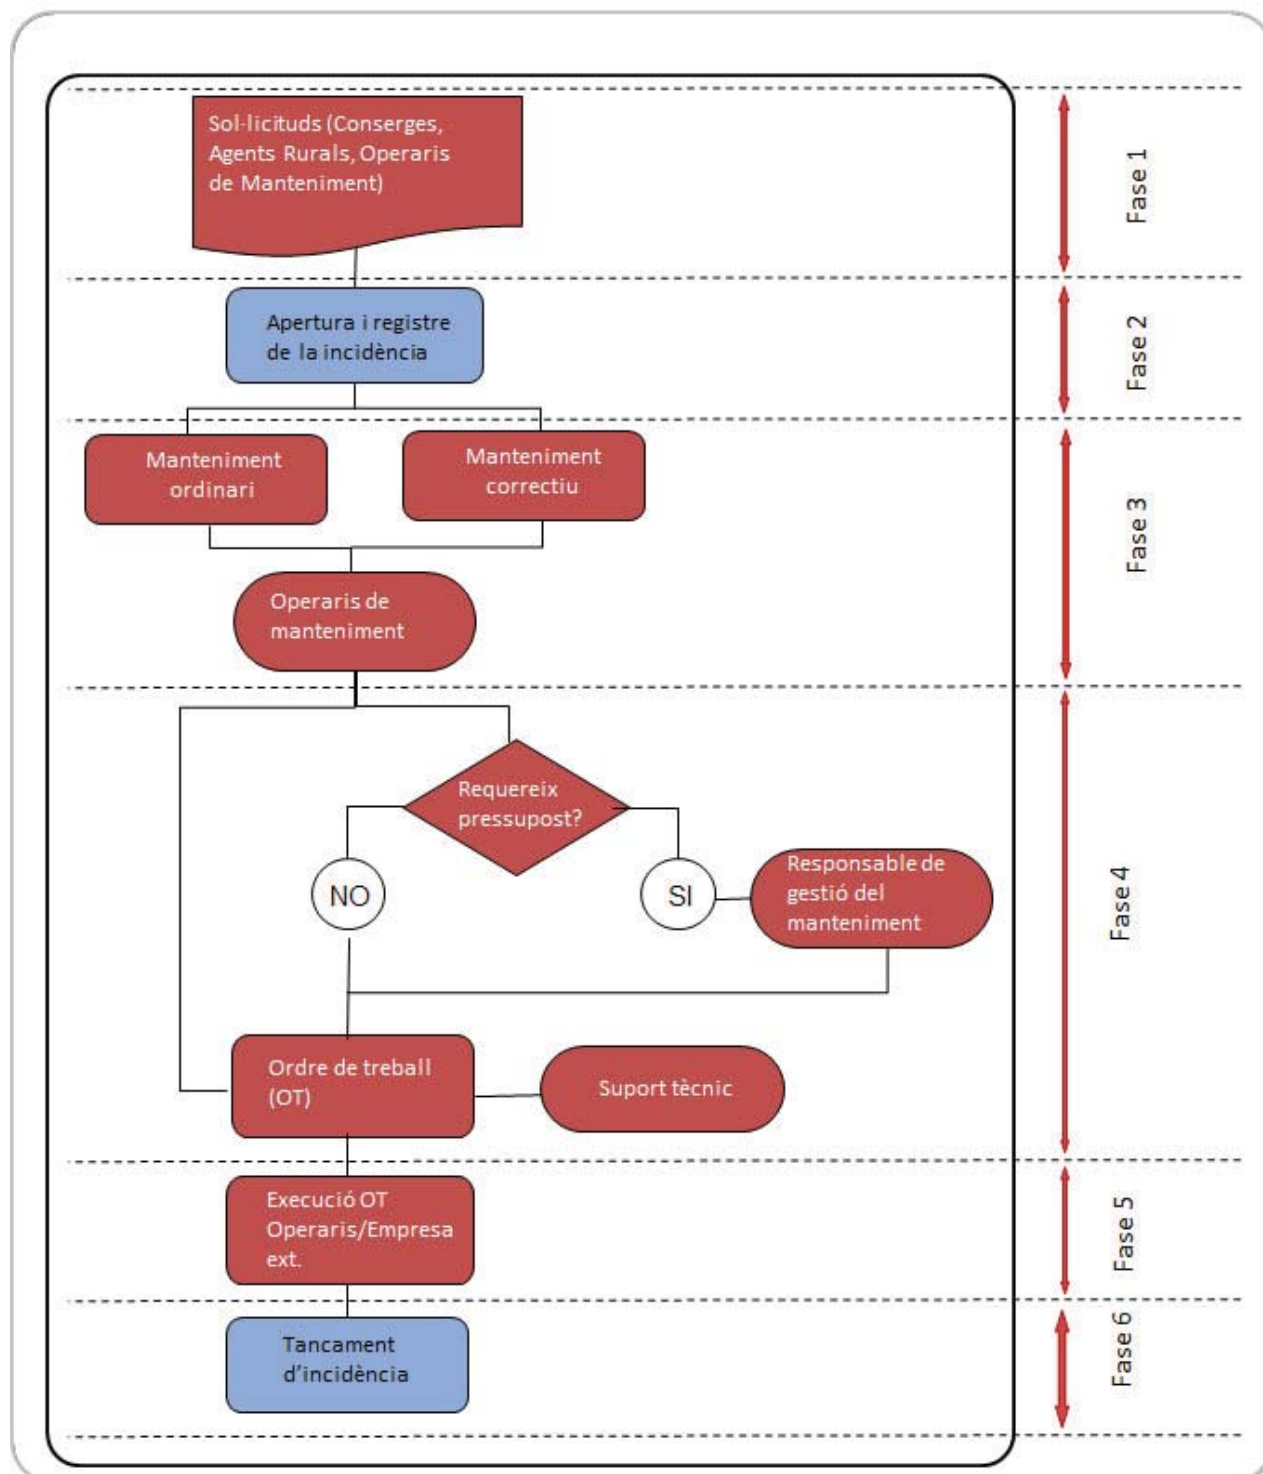 Sol·licituds (Conserges,
Agents Rurals, Operaris
de Manteniment)
Fase 1
Apertura i registre
de la incidència
Fase 2
Manteniment
ordinari
Manteniment
correctiu
Fase 3
Operaris de
manteniment
Requereix
pressupost?
NO
SI
Responsable de
gestió del
manteniment
Fase 4
Ordre de treball
(OT)
Suport tècnic
Execució OT
Operaris/Empresa
ext.
Fase 5
Tancament
d’incidència
Fase 6